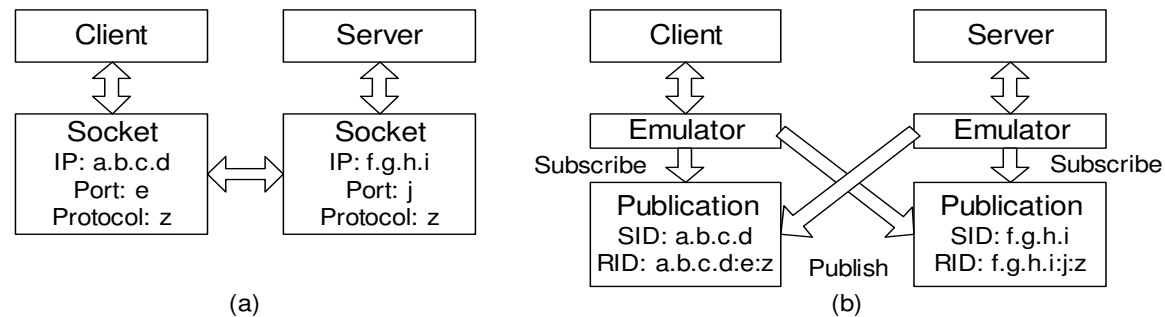 Client
Server
Socket
IP: a.b.c.d
Port: e
Protocol: z
Socket
IP: f.g.h.i
Port: j
Protocol: z
(a)
Client
Server
Emulator
Emulator
Subscribe
Subscribe
Publication
SID: a.b.c.d
RID: a.b.c.d:e:z
Publish
Publication
SID: f.g.h.i
RID: f.g.h.i:j:z
(b)